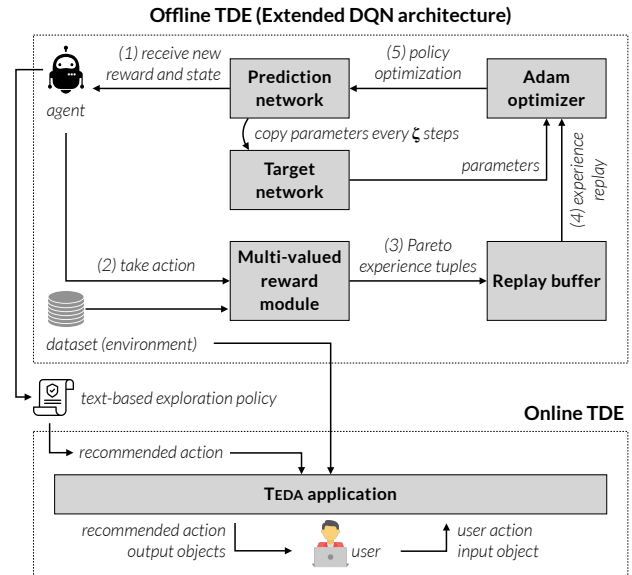 Offline TDE (Extended DQN architecture)
(1) receive new
reward and state
(5) policy
optimization
Prediction
network
Adam
optimizer
agent
copy parameters every ζ steps
Target
network
parameters
(4) experience
replay
(2) take action
Multi-valued
reward
module
(3) Pareto
experience tuples
Replay buffer
dataset (environment)
text-based exploration policy
Online TDE
recommended action
TEDA application
recommended action
output objects
user
user action
input object